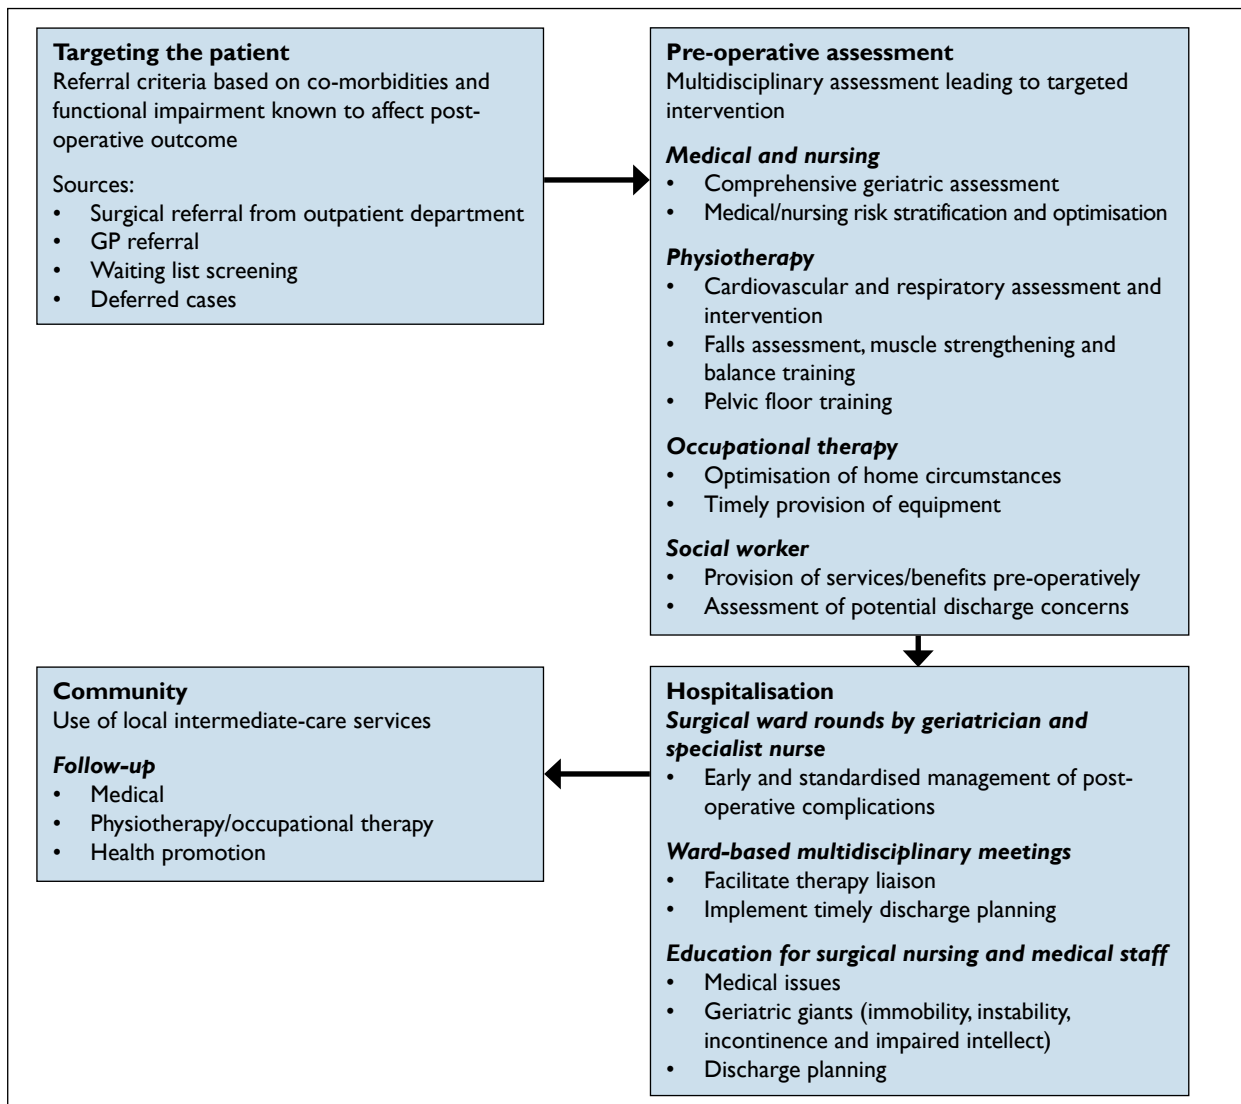 Targeting the patient
Referral criteria based on co-morbidities and
functional impairment known to affect post-
operative outcome
Sources:
• Surgical referral from outpatient department
• GP referral
• Waiting list screening
• Deferred cases
Pre-operative assessment
Multidisciplinary assessment leading to targeted
intervention
Medical and nursing
• Comprehensive geriatric assessment
• Medical/nursing risk stratification and optimisation
Physiotherapy
• Cardiovascular and respiratory assessment and
intervention
• Falls assessment, muscle strengthening and
balance training
• Pelvic floor training
Occupational therapy
• Optimisation of home circumstances
• Timely provision of equipment
Social worker
• Provision of services/benefits pre-operatively
• Assessment of potential discharge concerns
Hospitalisation
Surgical ward rounds by geriatrician and
specialist nurse
• Early and standardised management of post-
operative complications
Ward-based multidisciplinary meetings
• Facilitate therapy liaison
• Implement timely discharge planning
Education for surgical nursing and medical staff
• Medical issues
• Geriatric giants (immobility, instability,
incontinence and impaired intellect)
• Discharge planning
Community
Use of local intermediate-care services
Follow-up
• Medical
• Physiotherapy/occupational therapy
• Health promotion